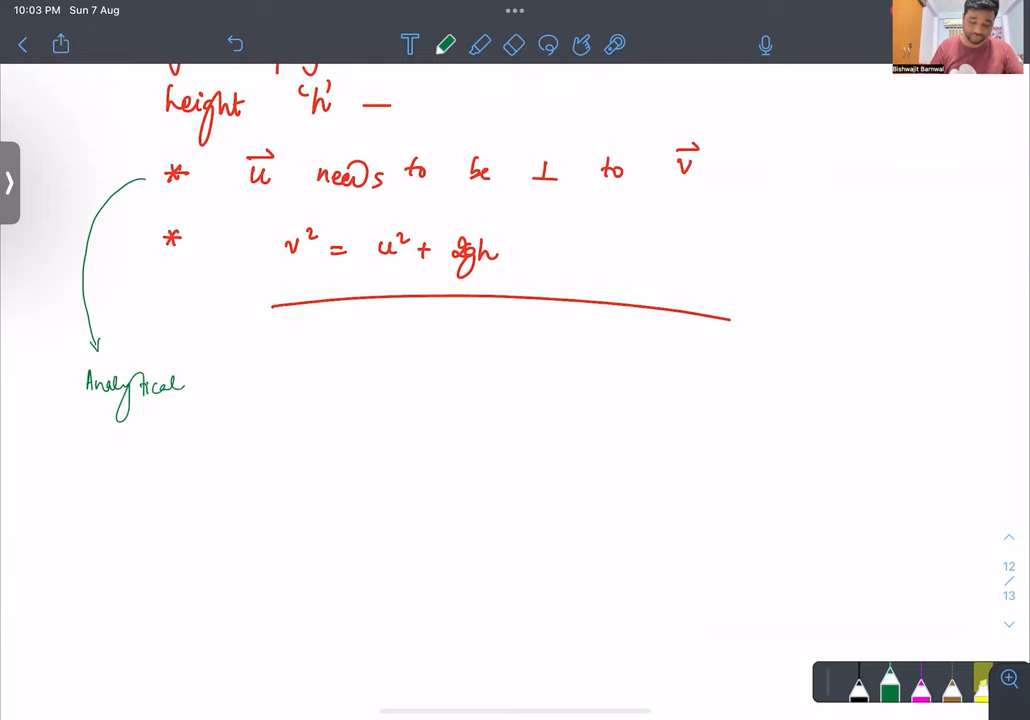 10:03 PM Sun 7 Aug
Bishwajit Barnwal
height 'h' —
* u⃗ needs to be ⊥ to v⃗
* v² = u² + 2gh
Analytical
12
/
13